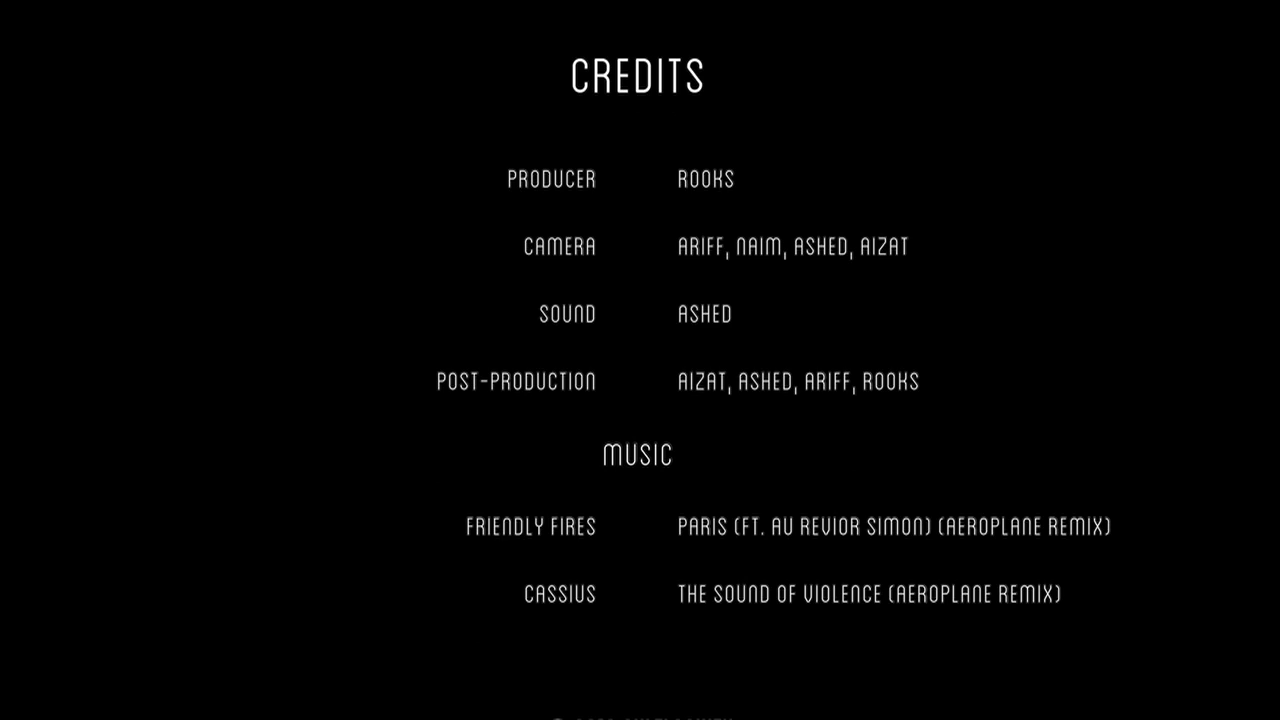 CREDITS
PRODUCER ROOKS
CAMERA ARIFF, NAIM, ASHED, AIZAT
SOUND ASHED
POST-PRODUCTION AIZAT, ASHED, ARIFF, ROOKS
MUSIC
FRIENDLY FIRES PARIS (FT. AU REVIOR SIMON) (AEROPLANE REMIX)
CASSIUS THE SOUND OF VIOLENCE (AEROPLANE REMIX)